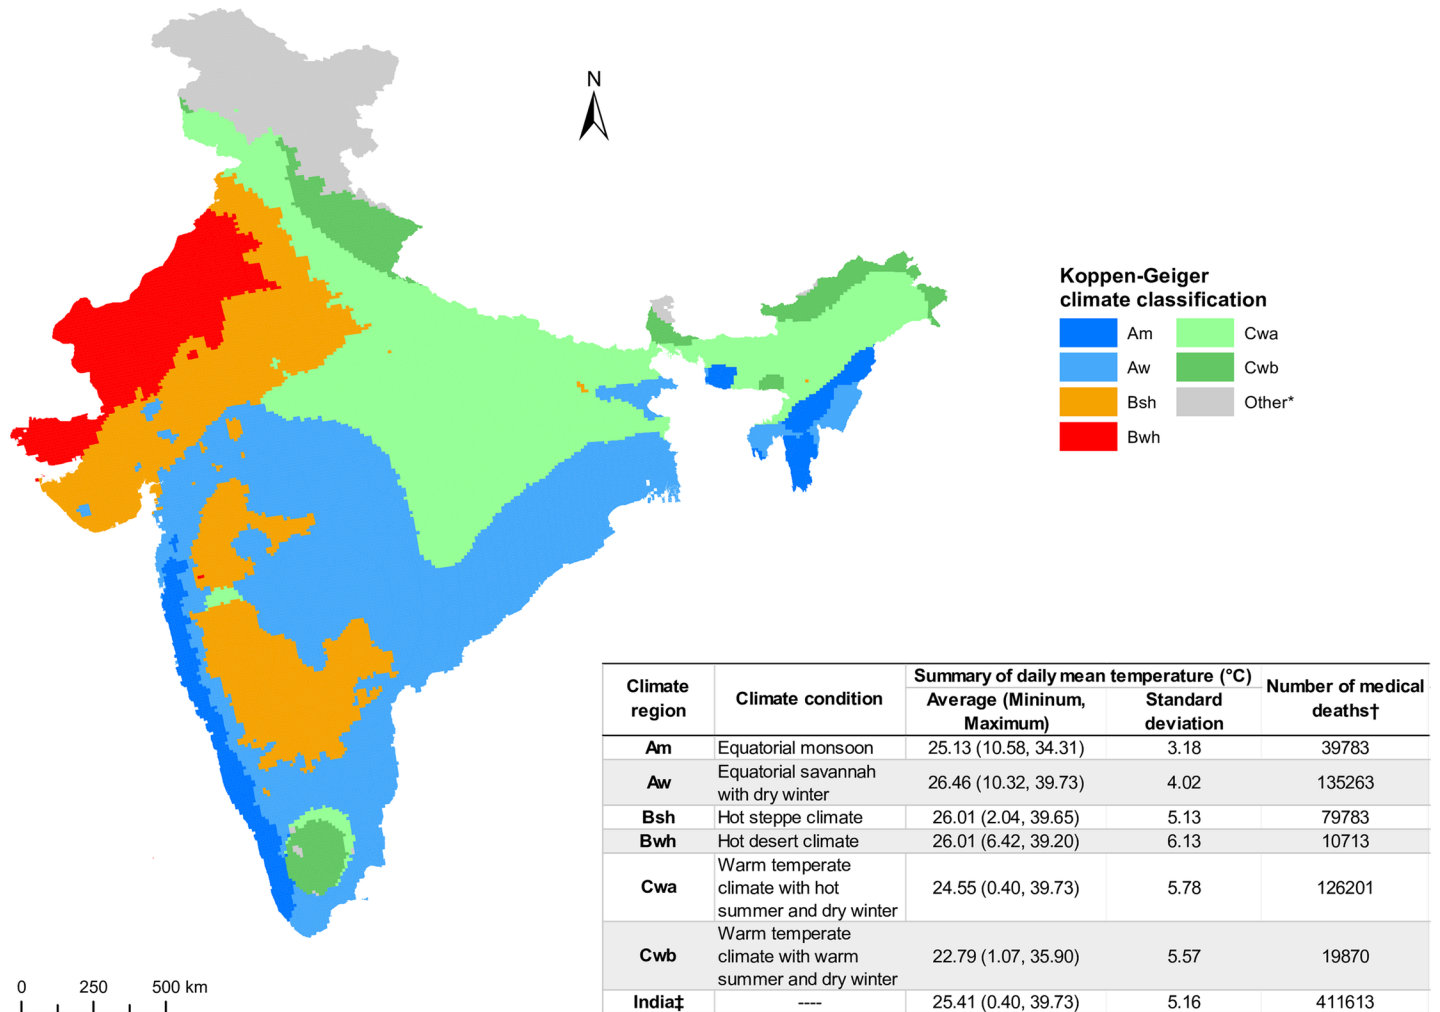 N
Koppen-Geiger
climate classification
Am
Cwa
Aw
Cwb
Bsh
Other*
Bwh
0 250 500 km
Climate region
Climate condition
Summary of daily mean temperature (°C)
Number of medical deaths†
Average (Mininum, Maximum)
Standard deviation
Am Equatorial monsoon 25.13 (10.58, 34.31) 3.18 39783
Aw Equatorial savannah with dry winter 26.46 (10.32, 39.73) 4.02 135263
Bsh Hot steppe climate 26.01 (2.04, 39.65) 5.13 79783
Bwh Hot desert climate 26.01 (6.42, 39.20) 6.13 10713
Cwa Warm temperate climate with hot summer and dry winter 24.55 (0.40, 39.73) 5.78 126201
Cwb Warm temperate climate with warm summer and dry winter 22.79 (1.07, 35.90) 5.57 19870
India‡ ---- 25.41 (0.40, 39.73) 5.16 411613